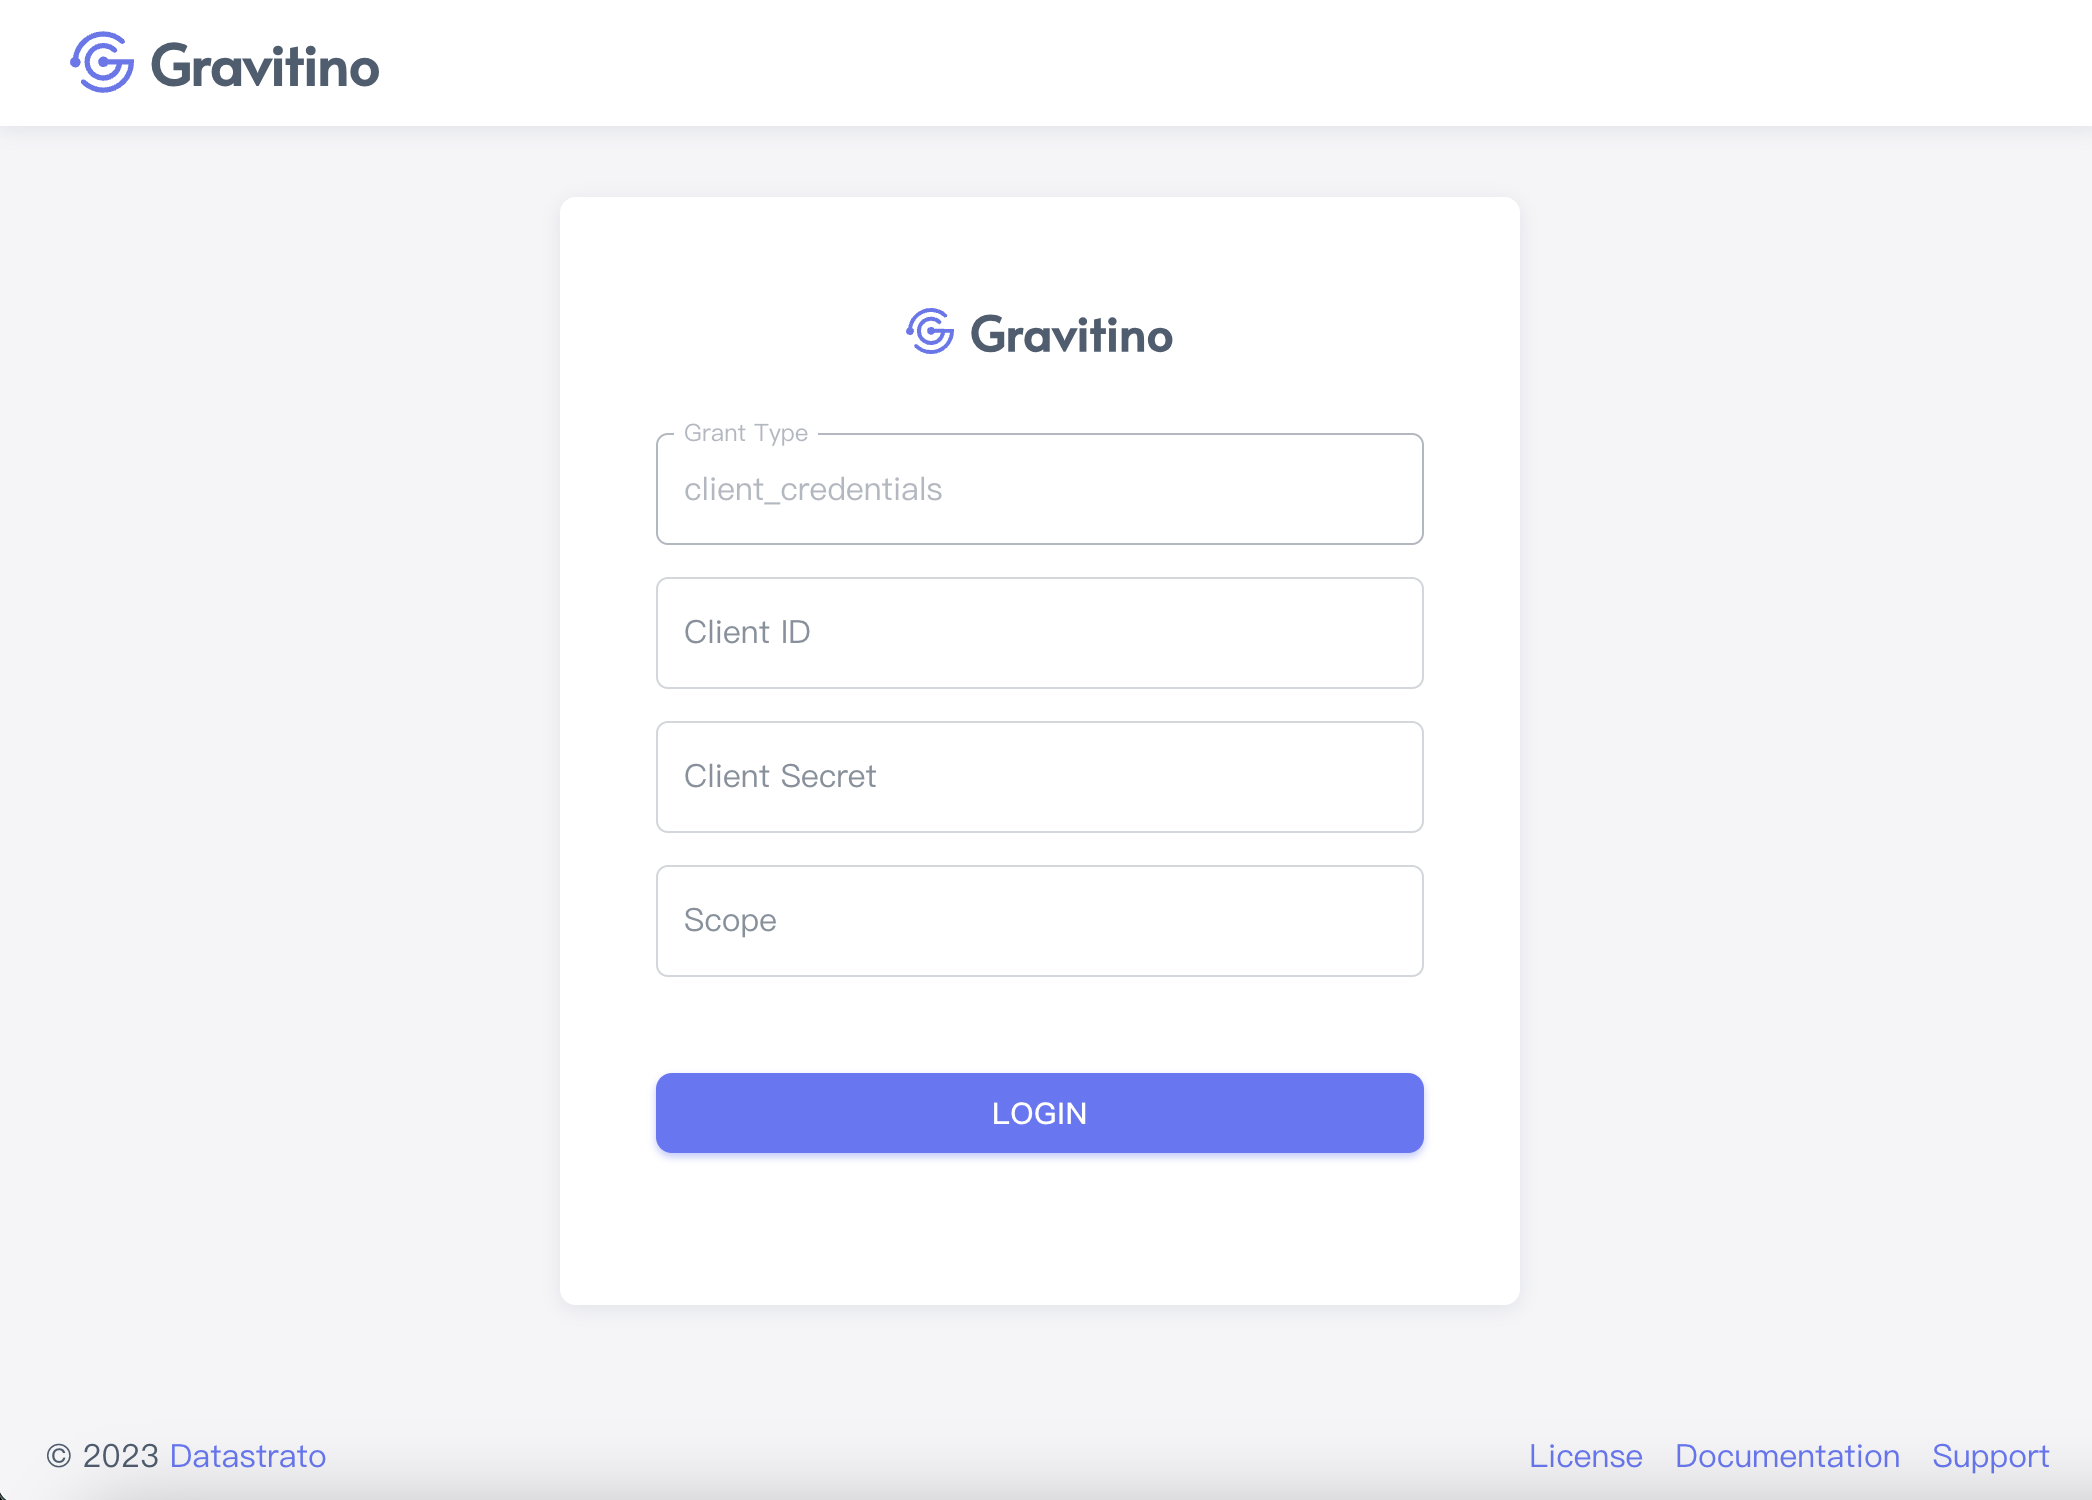 Gravitino
Gravitino
Grant Type
client_credentials
Client ID
Client Secret
Scope
LOGIN
© 2023 Datastrato
License Documentation Support